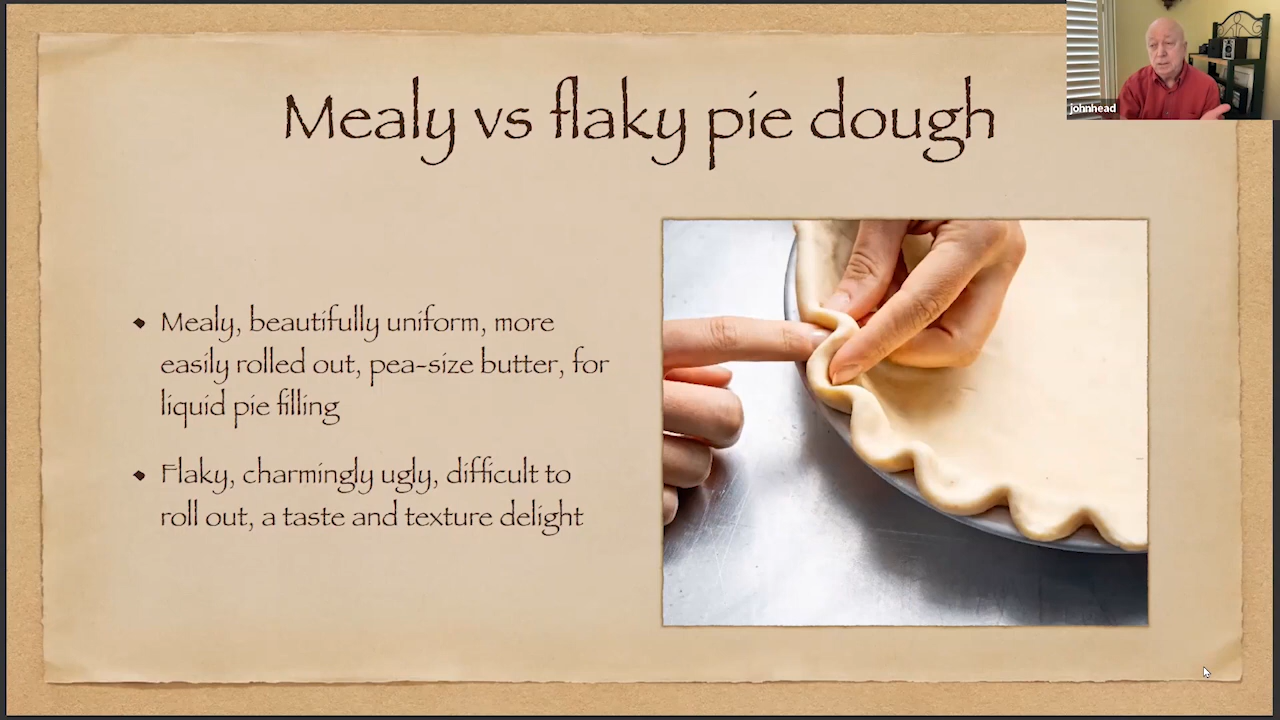 Mealy vs flaky pie dough
johnhead
Mealy, beautifully uniform, more
easily rolled out, pea-size butter, for
liquid pie filling
Flaky, charmingly ugly, difficult to
roll out, a taste and texture delight